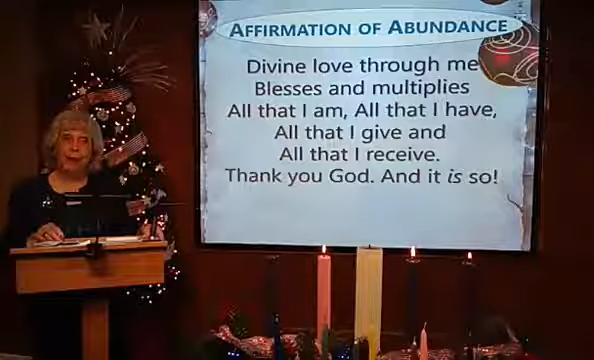 AFFIRMATION OF ABUNDANCE
Divine love through me
Blesses and multiplies
All that I am, All that I have,
All that I give and
All that I receive.
Thank you God. And it is so!